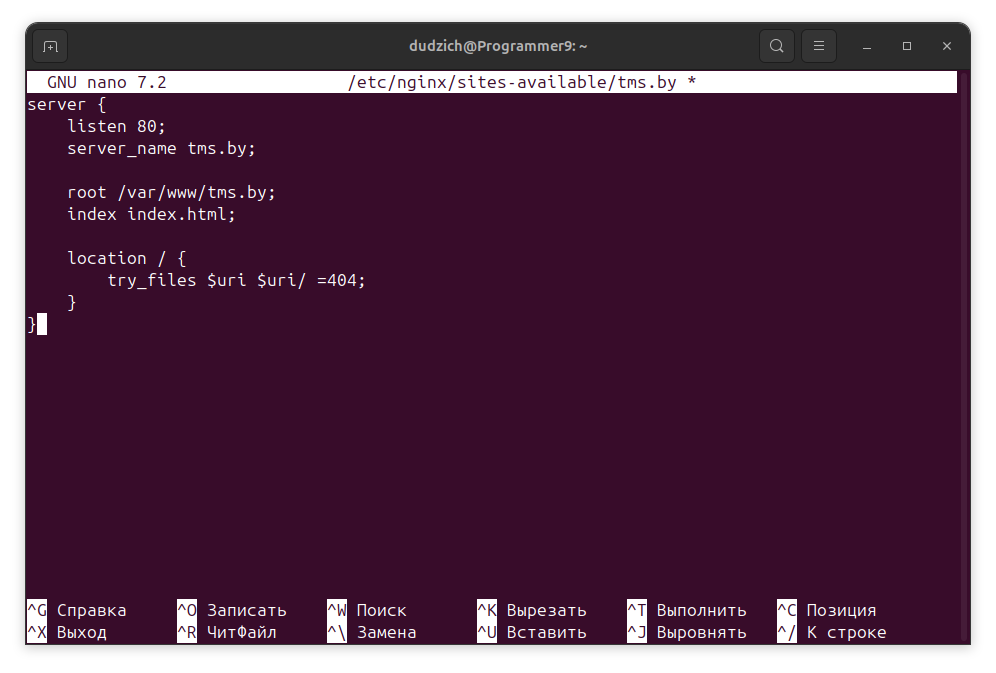 dudzich@Programmer9: ~
GNU nano 7.2 /etc/nginx/sites-available/tms.by *
server {
    listen 80;
    server_name tms.by;

    root /var/www/tms.by;
    index index.html;

    location / {
        try_files $uri $uri/ =404;
    }
}
^G Справка ^O Записать ^W Поиск ^K Вырезать ^T Выполнить ^C Позиция
^X Выход ^R ЧитФайл ^\ Замена ^U Вставить ^J Выровнять ^/ К строке